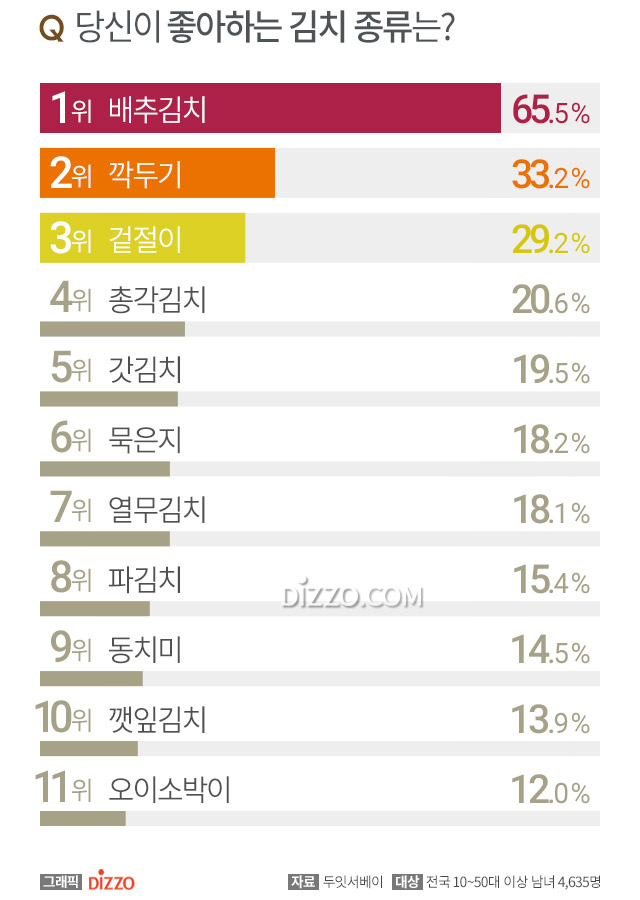 Q 당신이 좋아하는 김치 종류는?
1위 배추김치 65.5%
2위 깍두기 33.2%
3위 겉절이 29.2%
4위 총각김치 20.6%
5위 갓김치 19.5%
6위 묵은지 18.2%
7위 열무김치 18.1%
8위 파김치 15.4%
DIZZO.COM
9위 동치미 14.5%
10위 깻잎김치 13.9%
11위 오이소박이 12.0%
그래픽 DIZZO 자료 두잇서베이 대상 전국 10~50대 이상 남녀 4,635명